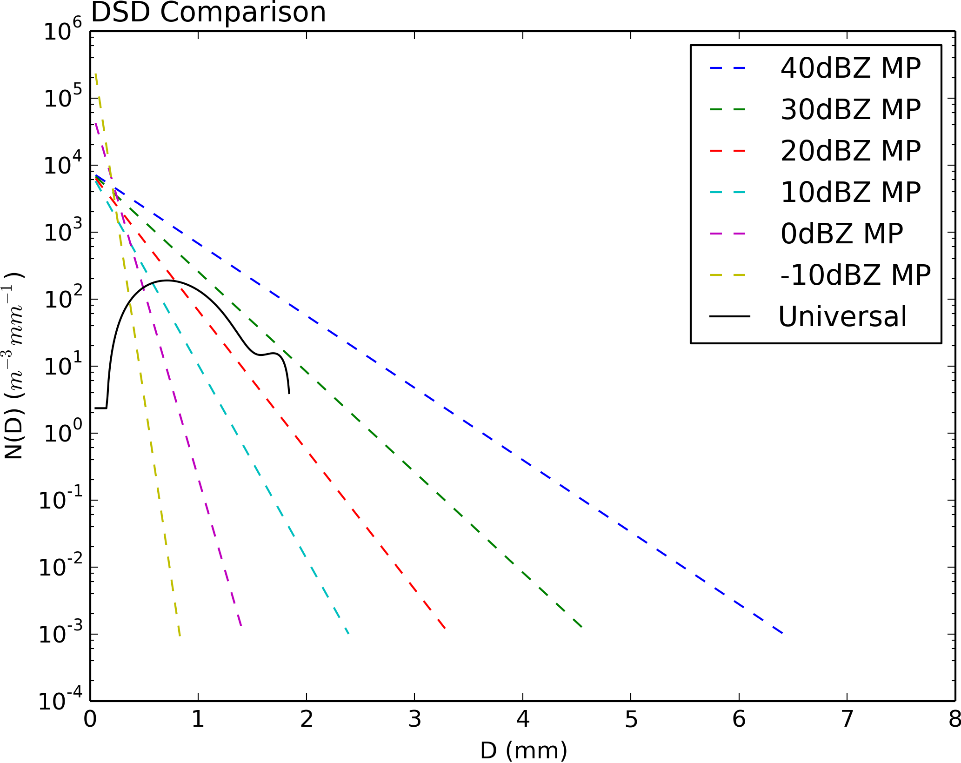 DSD Comparison
10^6
10^5
10^4
10^3
10^2
10^1
10^0
10^-1
10^-2
10^-3
10^-4
N(D) (m^−3 mm^−1)
0 1 2 3 4 5 6 7 8
D (mm)
40dBZ MP
30dBZ MP
20dBZ MP
10dBZ MP
0dBZ MP
-10dBZ MP
Universal